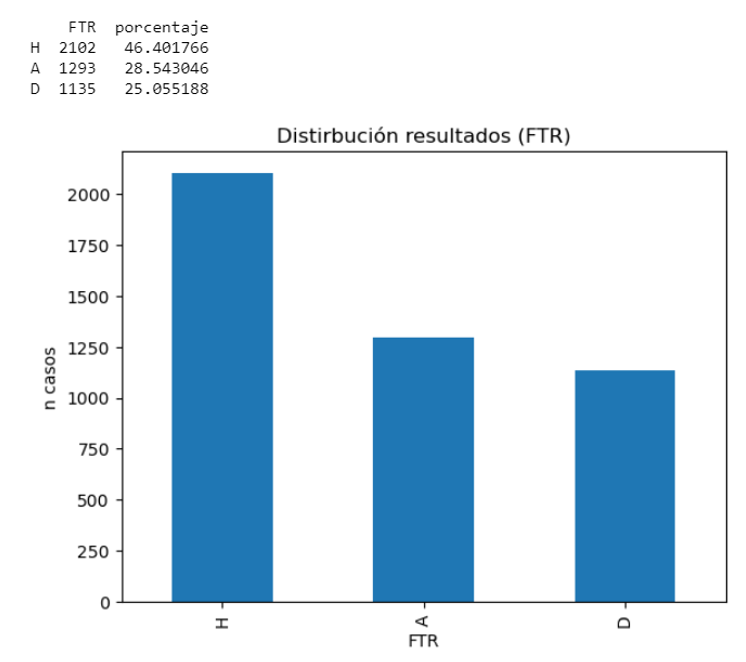 FTR porcentaje
H 2102 46.401766
A 1293 28.543046
D 1135 25.055188
Distirbución resultados (FTR)
2000
1750
1500
1250
1000
750
500
250
0
n casos
H A D
FTR